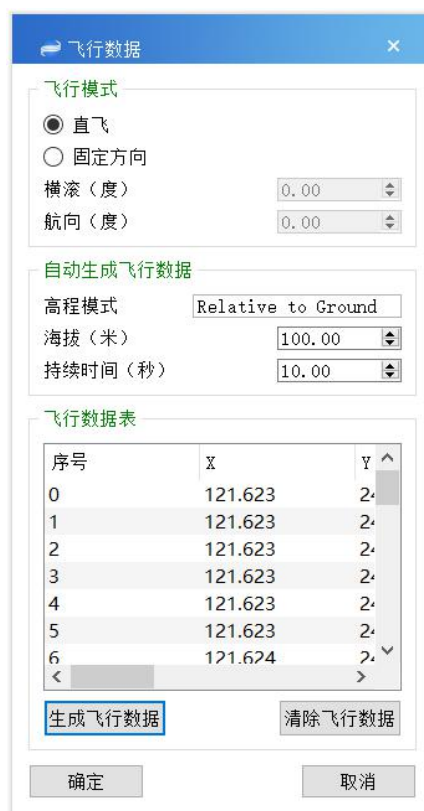 飞行数据
飞行模式
直飞
固定方向
横滚（度） 0.00
航向（度） 0.00
自动生成飞行数据
高程模式 Relative to Ground
海拔（米） 100.00
持续时间（秒） 10.00
飞行数据表
序号 X Y
0 121.623
1 121.623
2 121.623
3 121.623
4 121.623
5 121.623
6 121.624
生成飞行数据 清除飞行数据
确定 取消